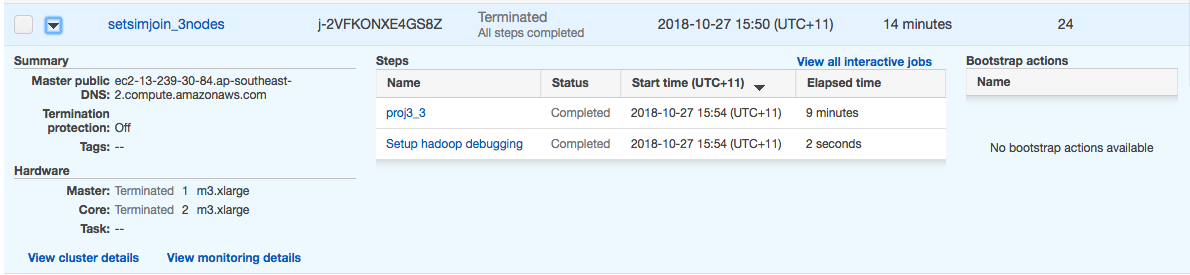 setsimjoin_3nodes j-2VFKONXE4GS8Z Terminated 2018-10-27 15:50 (UTC+11) 14 minutes 24
All steps completed
Summary
Master public DNS: ec2-13-239-30-84.ap-southeast-2.compute.amazonaws.com
Termination protection: Off
Tags: --
Hardware
Master: Terminated 1 m3.xlarge
Core: Terminated 2 m3.xlarge
Task: --
View cluster details View monitoring details
Steps View all interactive jobs
Name Status Start time (UTC+11) Elapsed time
proj3_3 Completed 2018-10-27 15:54 (UTC+11) 9 minutes
Setup hadoop debugging Completed 2018-10-27 15:54 (UTC+11) 2 seconds
Bootstrap actions
Name
No bootstrap actions available